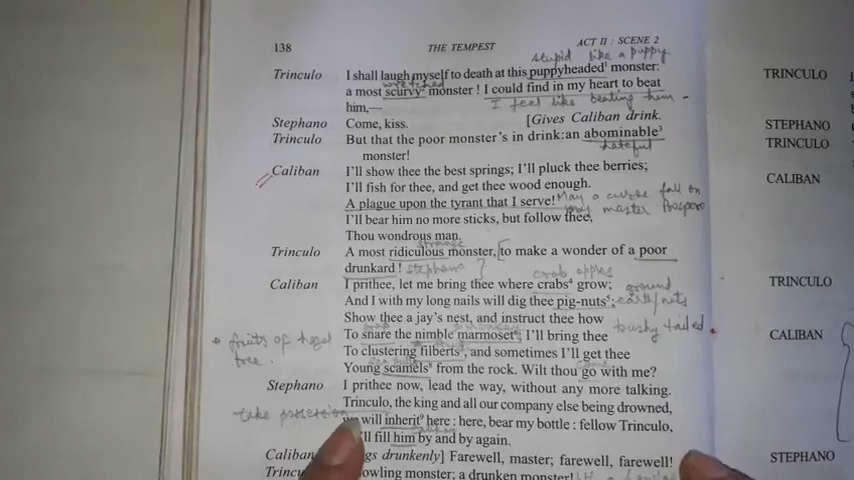 138 THE TEMPEST ACT II : SCENE 2
stupid like a puppy
Trinculo I shall laugh myself to death at this puppyheaded¹ monster:
wretched
a most scurvy² monster ! I could find in my heart to beat
him,— I feel like beating him -
Stephano Come, kiss. [Gives Caliban drink.
Trinculo But that the poor monster's in drink: an abominable³
hateful
monster!
Caliban I'll show thee the best springs; I'll pluck thee berries;
I'll fish for thee, and get thee wood enough.
A plague upon the tyrant that I serve! May a curse fall on
my master Prospero
I'll bear him no more sticks, but follow thee,
Thou wondrous man.
strange
Trinculo A most ridiculous monster, [to make a wonder of a poor
drunkard ! stephano
crab apples
Caliban I prithee, let me bring thee where crabs⁴ grow;
ground
And I with my long nails will dig thee pig-nuts⁵; earth/nuts
Show thee a jay's nest, and instruct thee how
bushy tailed
To snare the nimble marmoset⁶; I'll bring thee
fruits of hazel
tree.
To clustering filberts⁷, and sometimes I'll get thee
Young scamels⁸ from the rock. Wilt thou go with me?
Stephano I prithee now, lead the way, without any more talking.
Trinculo, the king and all our company else being drowned,
take possession
will inherit⁹ here : here, bear my bottle : fellow Trinculo,
fill him by and by again.
Caliban drunkenly] Farewell, master; farewell, farewell!
owling monster; a drunken monster!
TRINCULO
STEPHANO
TRINCULO
CALIBAN
TRINCULO
CALIBAN
STEPHANO